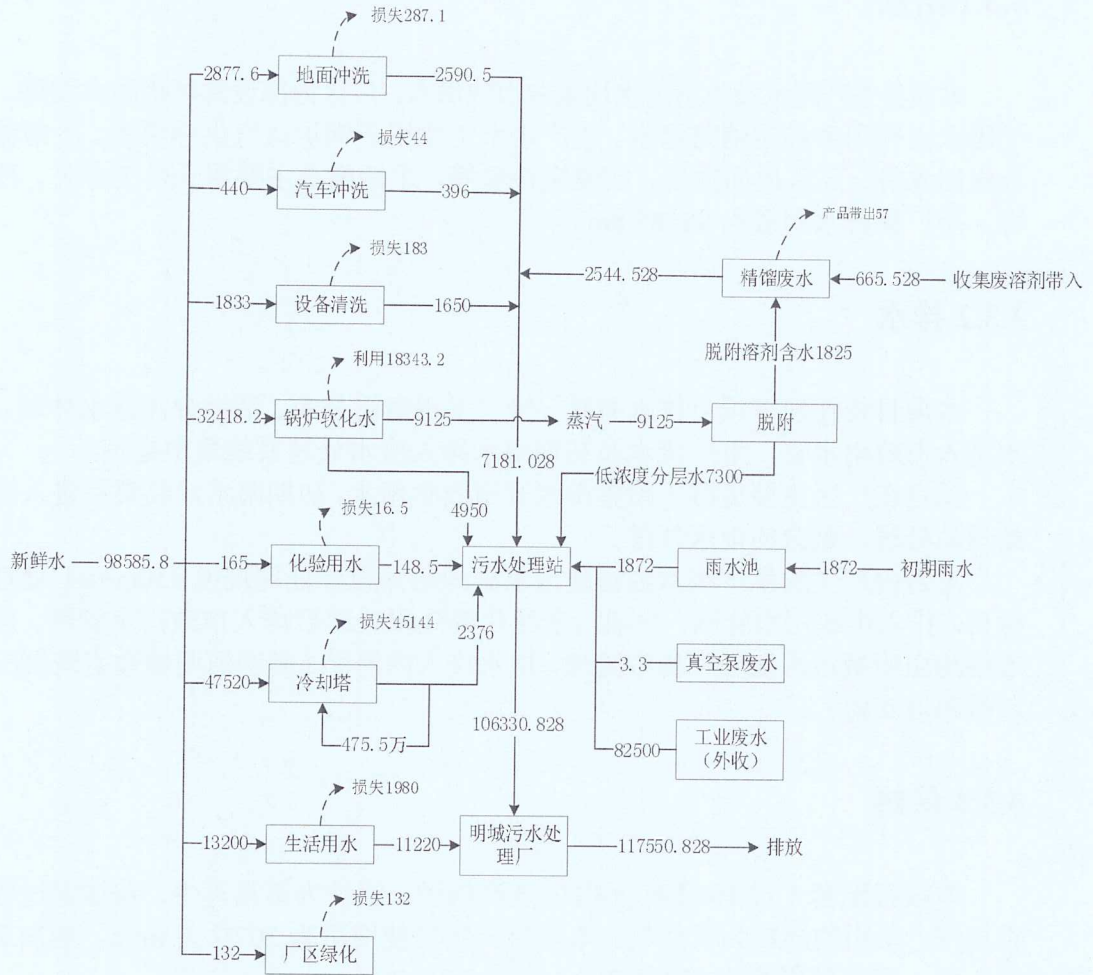 损失287.1
2877.6
地面冲洗
2590.5
损失44
440
汽车冲洗
396
产品带出57
损失183
1833
设备清洗
1650
2544.528
精馏废水
665.528
收集废溶剂带入
脱附溶剂含水1825
利用18343.2
32418.2
锅炉软化水
9125
蒸汽
9125
脱附
7181.028
低浓度分层水7300
4950
损失16.5
新鲜水
98585.8
165
化验用水
148.5
污水处理站
1872
雨水池
1872
初期雨水
损失45144
2376
47520
冷却塔
3.3
真空泵废水
475.5万
106330.828
82500
工业废水
（外收）
损失1980
13200
生活用水
11220
明城污水处
理厂
117550.828
排放
损失132
132
厂区绿化